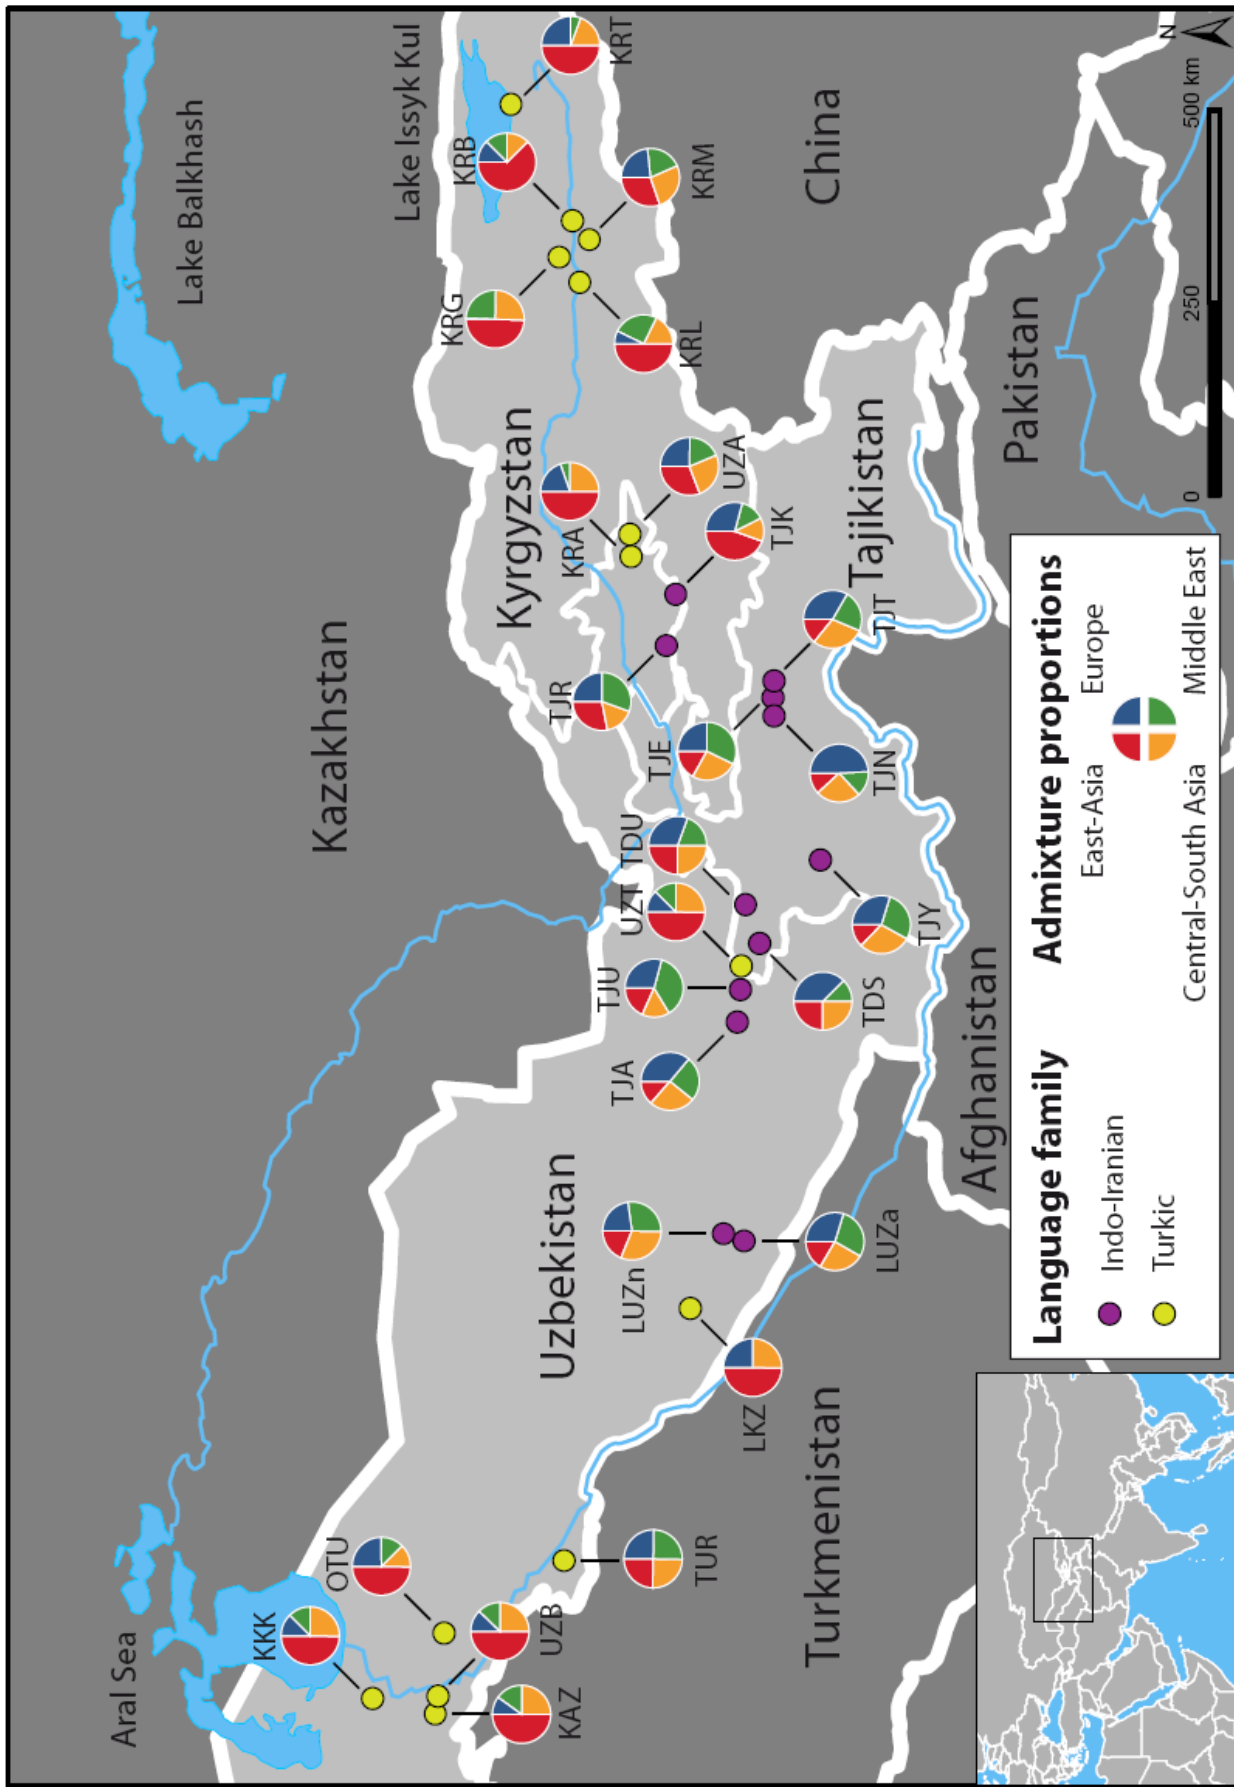 Aral Sea
Lake Balkhash
Lake Issyk Kul
Kazakhstan
Kyrgyzstan
Uzbekistan
Turkmenistan
Tajikistan
Afghanistan
Pakistan
China
KKK
OTU
KAZ
UZB
TUR
LKZ
LUZn
LUZa
TJA
TJU
UZT
TDU
TDS
TJY
TJE
TJN
TJT
TJR
TJK
KRA
UZA
KRG
KRL
KRB
KRM
KRT
Language family
Indo-Iranian
Turkic
Admixture proportions
East-Asia Europe
Central-South Asia Middle East
0 250 500 km
N